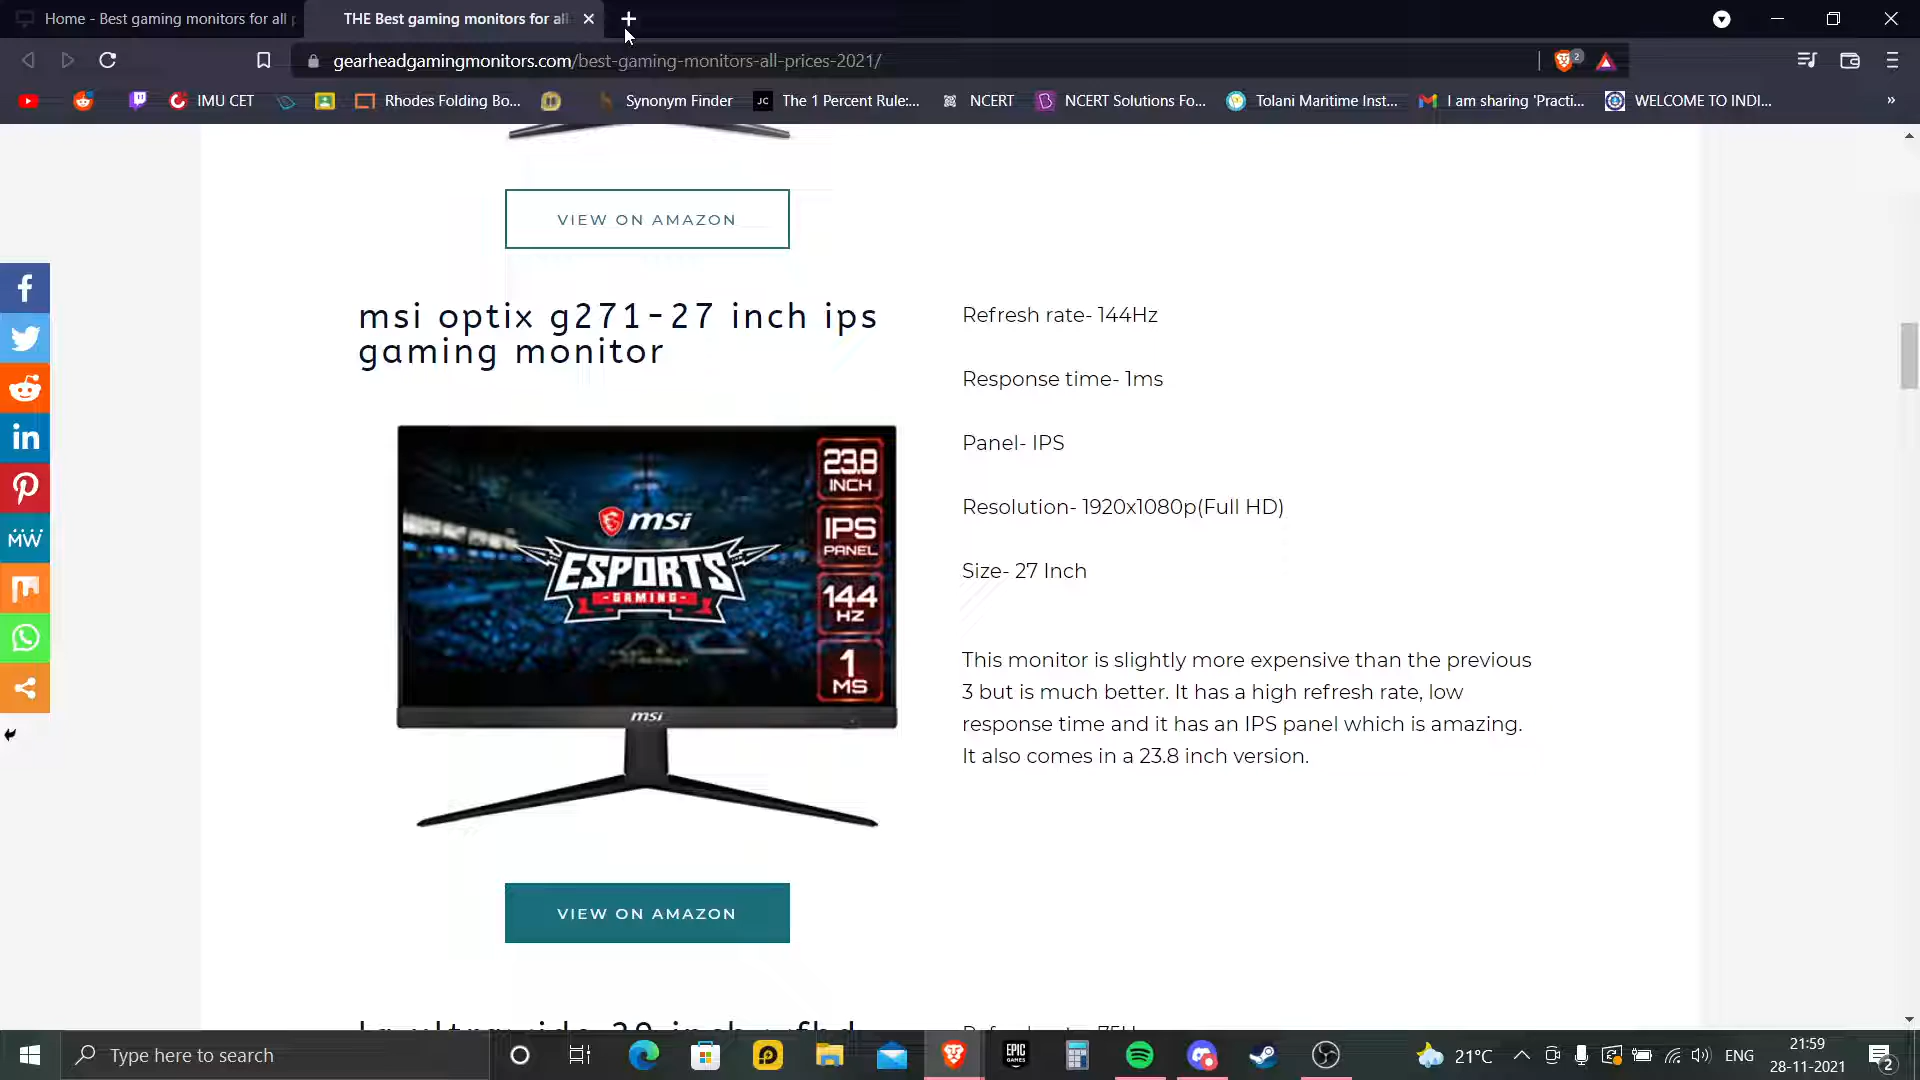 Home - Best gaming monitors for all p
THE Best gaming monitors for all
gearheadgamingmonitors.com/best-gaming-monitors-all-prices-2021/
2
IMU CET
Rhodes Folding Bo...
Synonym Finder
JC
The 1 Percent Rule:...
NCERT
NCERT Solutions Fo...
Tolani Maritime Inst...
I am sharing 'Practi...
WELCOME TO INDI...
»
VIEW ON AMAZON
msi optix g271-27 inch ips
gaming monitor
23.8
INCH
IPS
PANEL
144
HZ
1
MS
msi
ESPORTS
-GAMING-
msi
VIEW ON AMAZON
Refresh rate- 144Hz
Response time- 1ms
Panel- IPS
Resolution- 1920x1080p(Full HD)
Size- 27 Inch
This monitor is slightly more expensive than the previous
3 but is much better. It has a high refresh rate, low
response time and it has an IPS panel which is amazing.
It also comes in a 23.8 inch version.
MW
Type here to search
EPIC
GAMES
21°C
ENG
21:59
28-11-2021
2